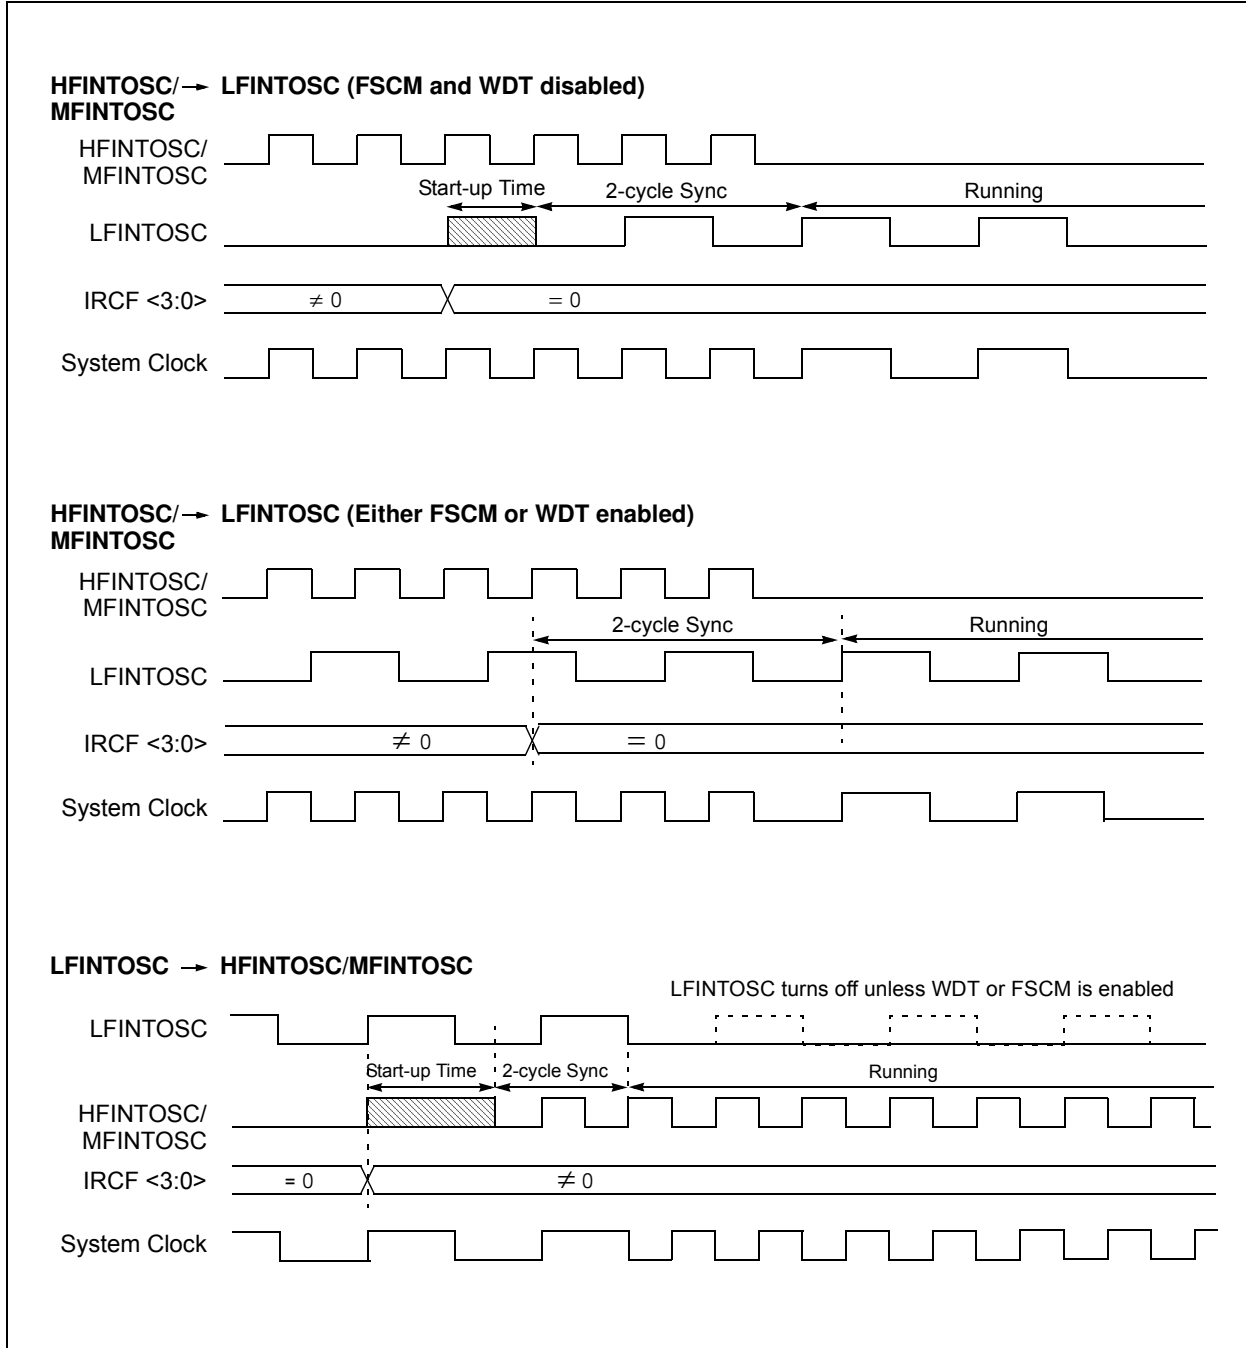 HFINTOSC/→ LFINTOSC (FSCM and WDT disabled)
MFINTOSC
HFINTOSC/
MFINTOSC
Start-up Time 2-cycle Sync Running
LFINTOSC
IRCF <3:0> ≠ 0 = 0
System Clock
HFINTOSC/→ LFINTOSC (Either FSCM or WDT enabled)
MFINTOSC
HFINTOSC/
MFINTOSC
2-cycle Sync Running
LFINTOSC
IRCF <3:0> ≠ 0 = 0
System Clock
LFINTOSC → HFINTOSC/MFINTOSC
LFINTOSC turns off unless WDT or FSCM is enabled
LFINTOSC
Start-up Time 2-cycle Sync Running
HFINTOSC/
MFINTOSC
IRCF <3:0> = 0 ≠ 0
System Clock